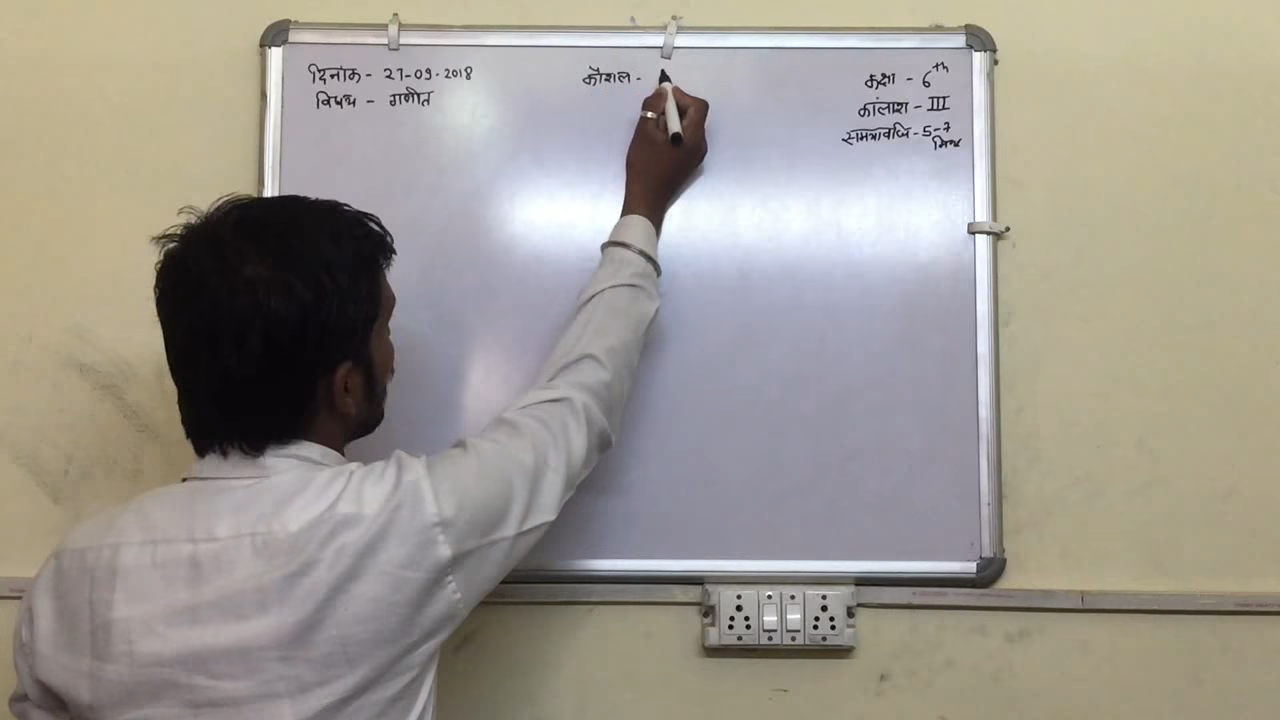 दिनांक - 27-09-2018
विषय - गणीत
कौशल -
कक्षा - 6th
कांलाश - III
समयावधि - 5-7
मिनट